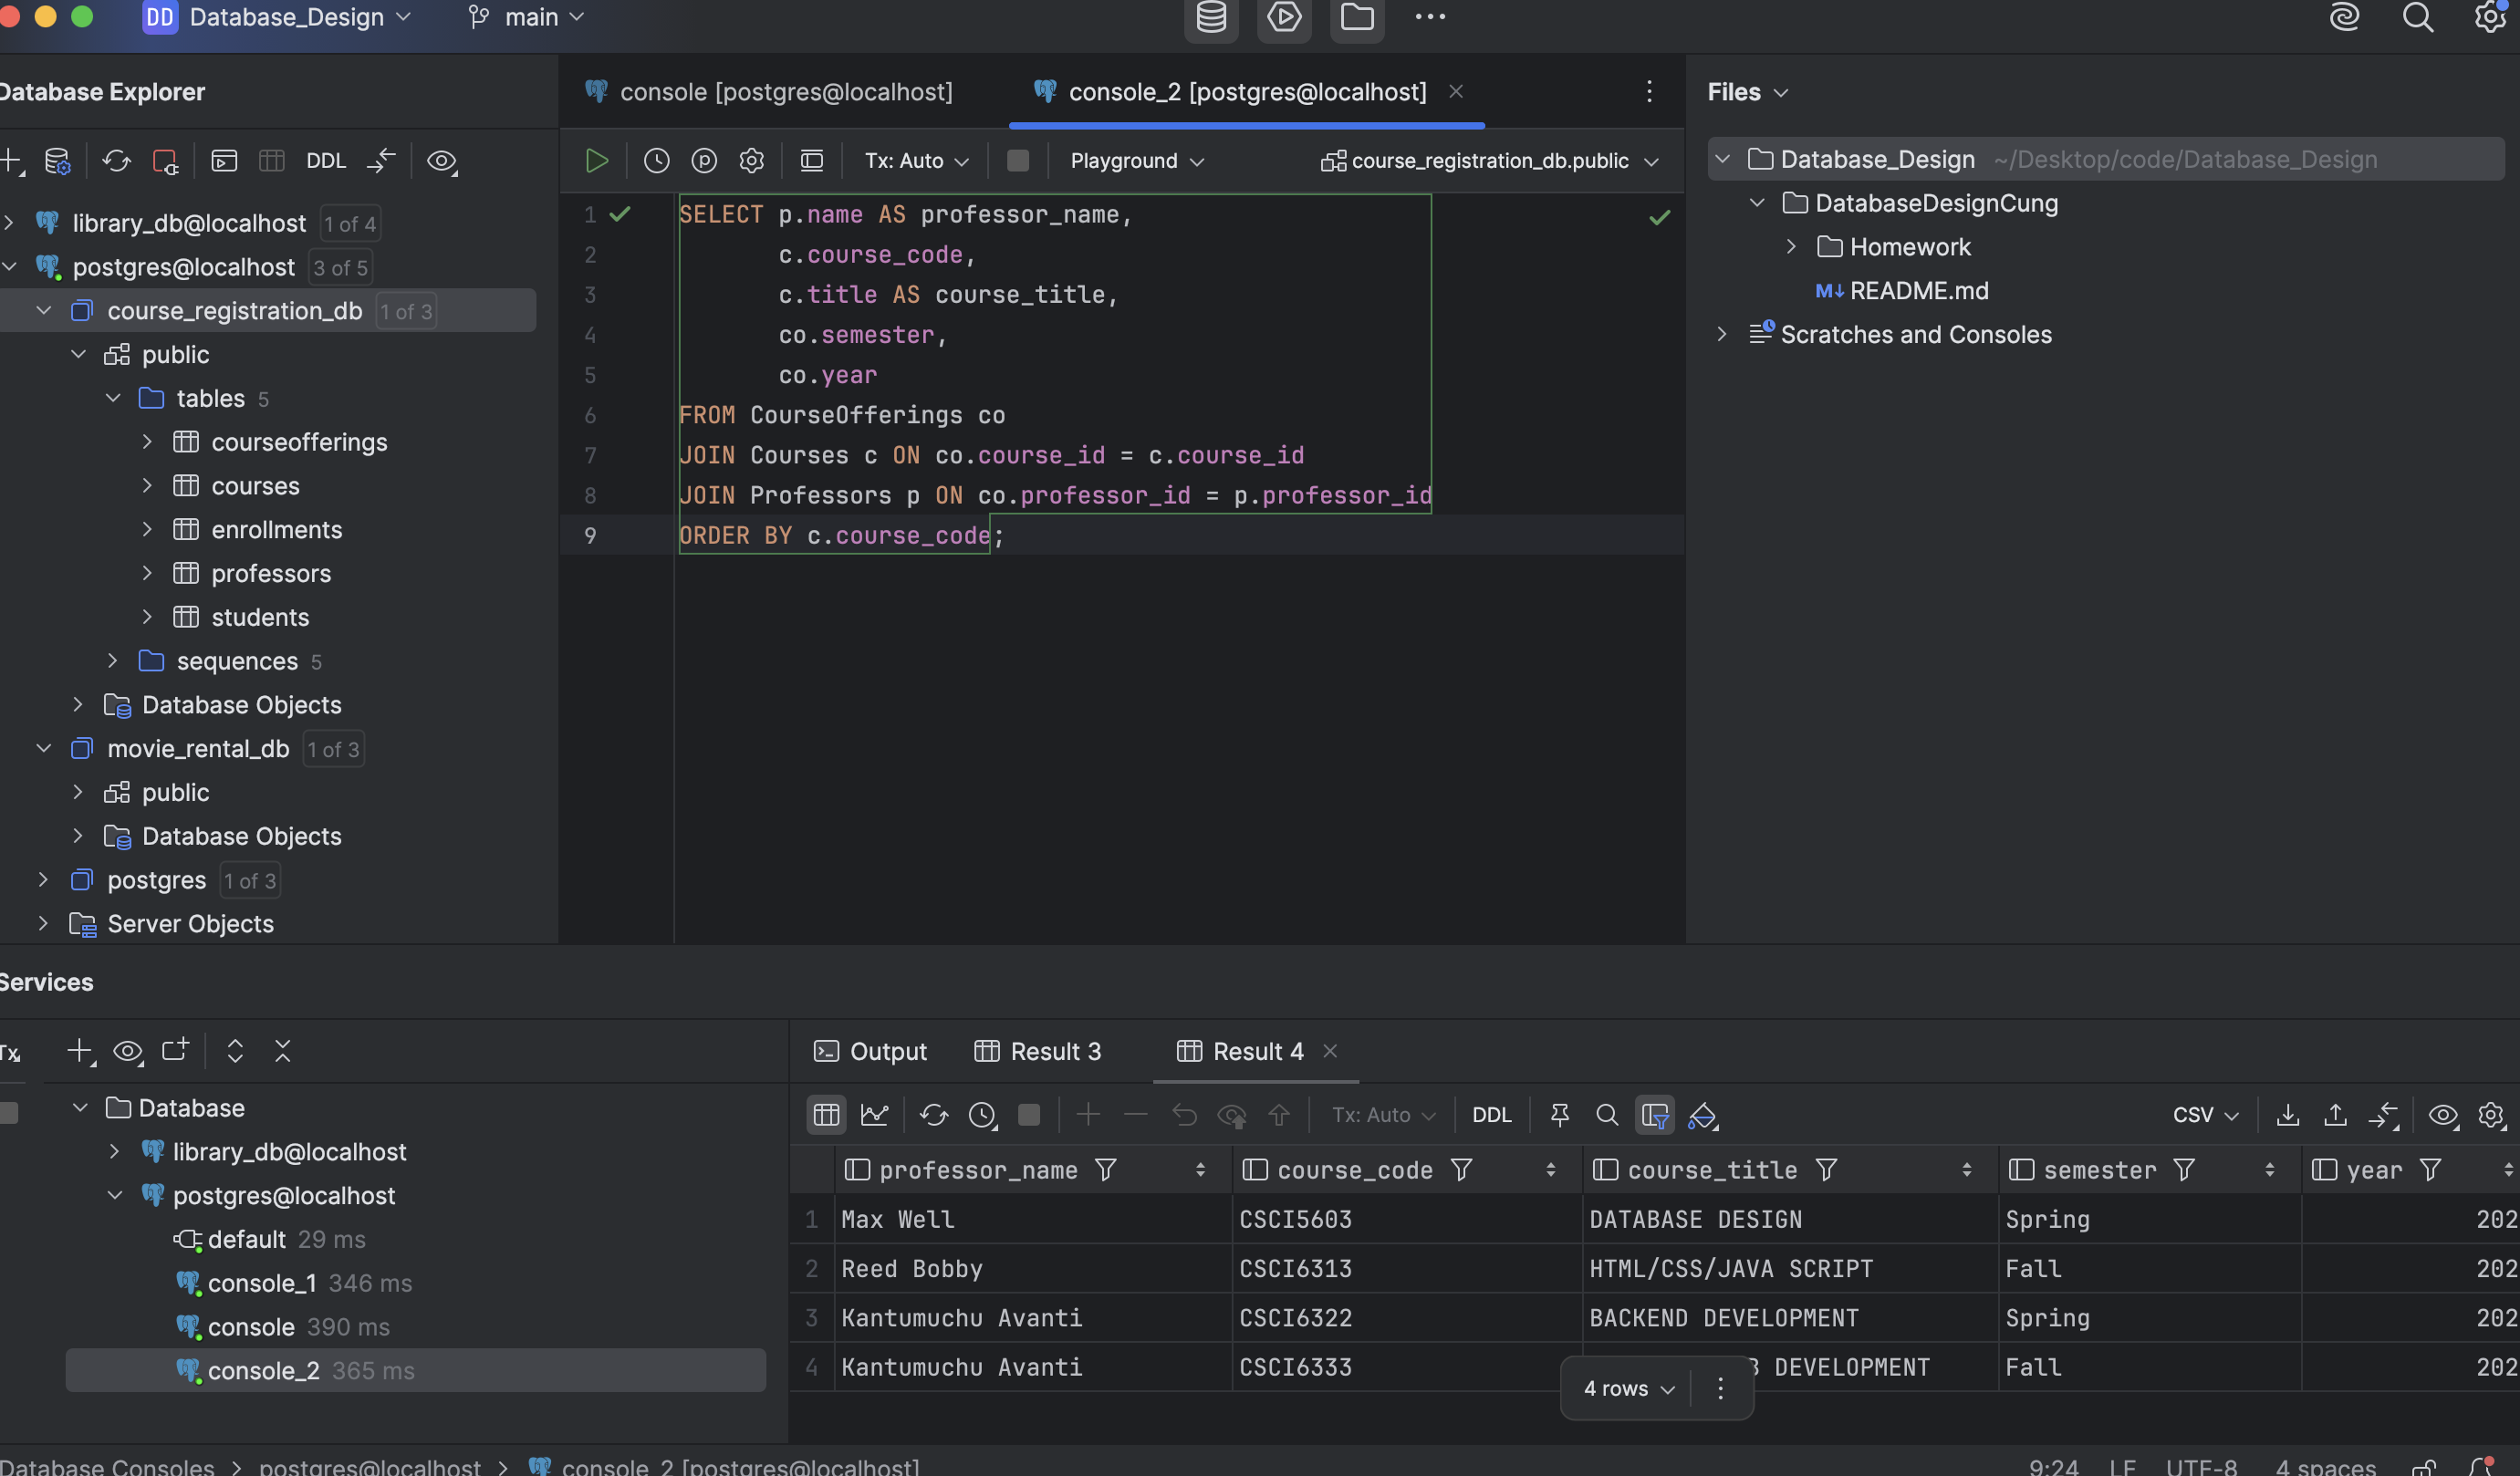 DD Database_Design main
Database Explorer
DDL
library_db@localhost 1 of 4
postgres@localhost 3 of 5
course_registration_db 1 of 3
public
tables 5
courseofferings
courses
enrollments
professors
students
sequences 5
Database Objects
movie_rental_db 1 of 3
public
Database Objects
postgres 1 of 3
Server Objects
console [postgres@localhost] console_2 [postgres@localhost]
Tx: Auto Playground course_registration_db.public
1 SELECT p.name AS professor_name,
2 c.course_code,
3 c.title AS course_title,
4 co.semester,
5 co.year
6 FROM CourseOfferings co
7 JOIN Courses c ON co.course_id = c.course_id
8 JOIN Professors p ON co.professor_id = p.professor_id
9 ORDER BY c.course_code;
Files
Database_Design ~/Desktop/code/Database_Design
DatabaseDesignCung
Homework
M↓ README.md
Scratches and Consoles
Services
Tx
Database
library_db@localhost
postgres@localhost
default 29 ms
console_1 346 ms
console 390 ms
console_2 365 ms
Output Result 3 Result 4
Tx: Auto DDL CSV
professor_name course_code course_title semester year
1 Max Well CSCI5603 DATABASE DESIGN Spring 202
2 Reed Bobby CSCI6313 HTML/CSS/JAVA SCRIPT Fall 202
3 Kantumuchu Avanti CSCI6322 BACKEND DEVELOPMENT Spring 202
4 Kantumuchu Avanti CSCI6333 DEVELOPMENT Fall 202
4 rows
Database Consoles postgres@localhost console_2 [postgres@localhost] 9:24 LF UTF-8 4 spaces